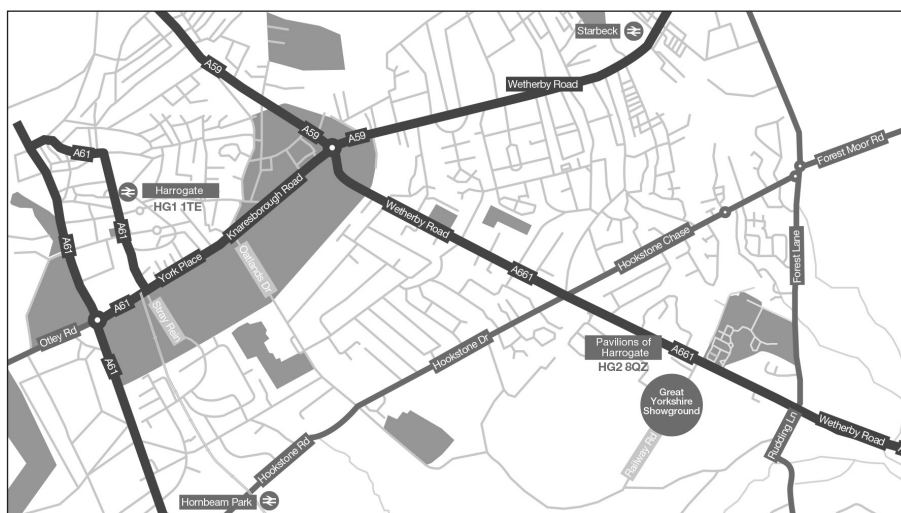 Starbeck
A59
Wetherby Road
A59
A59
A61
Forest Moor Rd
Harrogate
HG1 1TE
Knaresborough Road
Wetherby Road
Hookstone Chase
A61
A61
York Place
Oatlands Dr
A661
Forest Lane
A61
Stray Rein
Otley Rd
Pavilions of
Harrogate
HG2 8QZ
A661
Hookstone Dr
A61
Great
Yorkshire
Showground
Wetherby Road
Rudding Ln
Railway Rd
Hookstone Rd
Hornbeam Park